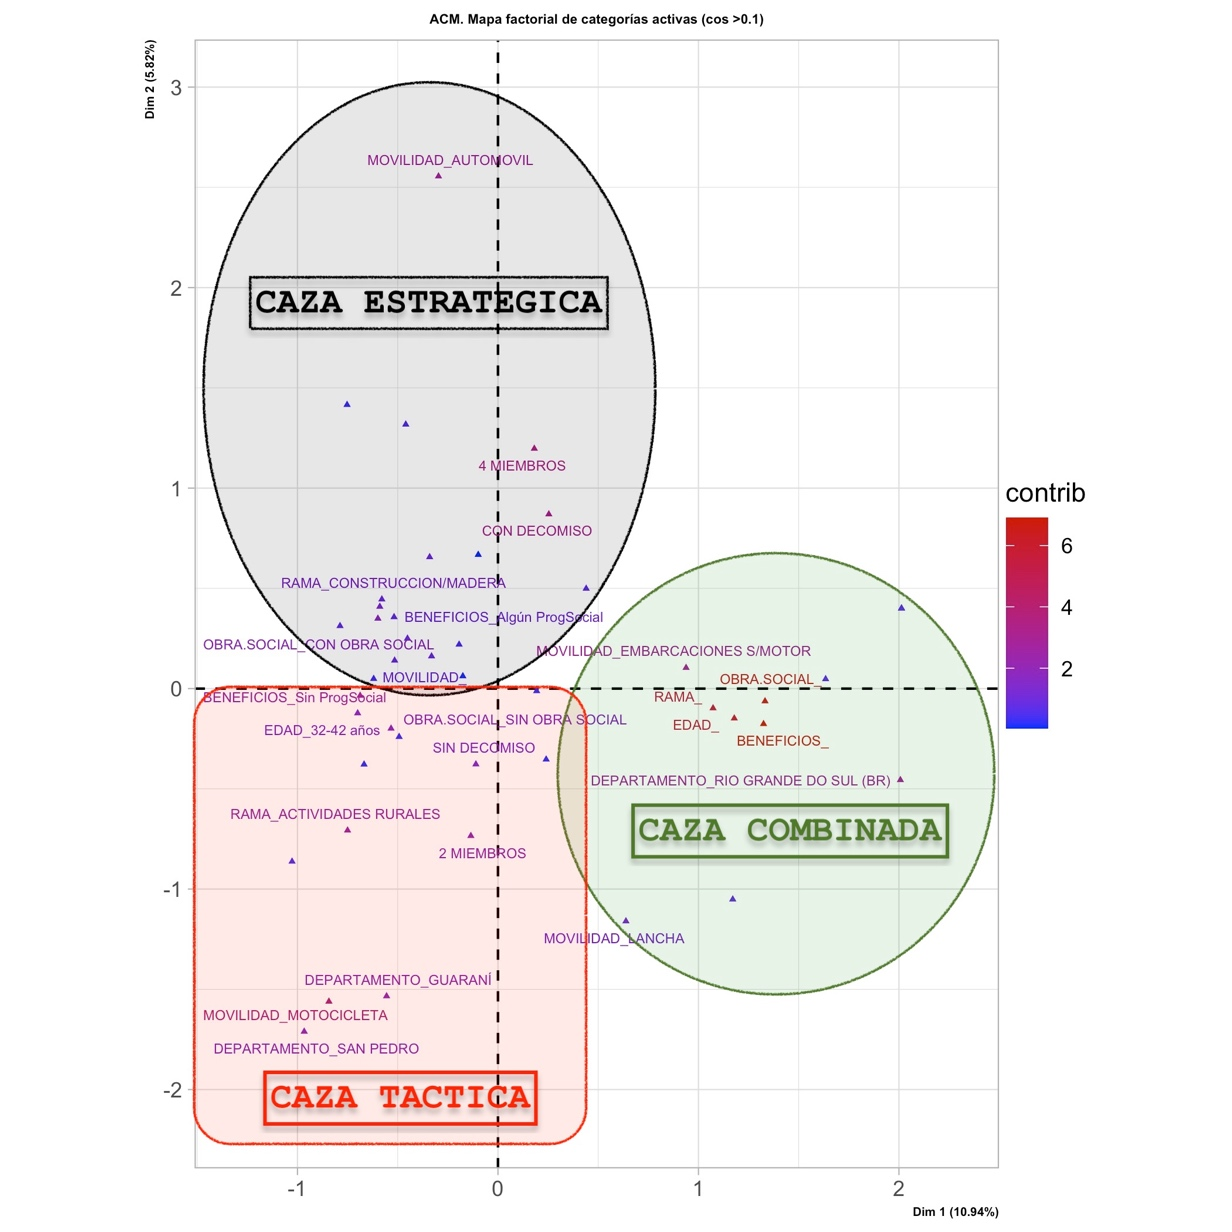 ACM. Mapa factorial de categorías activas (cos >0.1)
Dim 2 (5.82%)
3
MOVILIDAD_AUTOMOVIL
2
CAZA ESTRATEGICA
4 MIEMBROS
1
CON DECOMISO
contrib
6
4
2
RAMA_CONSTRUCCION/MADERA
BENEFICIOS_Algún ProgSocial
OBRA.SOCIAL_CON OBRA SOCIAL
MOVILIDAD_EMBARCACIONES S/MOTOR
MOVILIDAD_
OBRA.SOCIAL_
0
BENEFICIOS_Sin ProgSocial
RAMA_
OBRA.SOCIAL_SIN OBRA SOCIAL
EDAD_
EDAD_32-42 años
BENEFICIOS_
SIN DECOMISO
DEPARTAMENTO_RIO GRANDE DO SUL (BR)
RAMA_ACTIVIDADES RURALES
CAZA COMBINADA
2 MIEMBROS
-1
MOVILIDAD_LANCHA
DEPARTAMENTO_GUARANÍ
MOVILIDAD_MOTOCICLETA
DEPARTAMENTO_SAN PEDRO
-2
CAZA TACTICA
-1
0
1
2
Dim 1 (10.94%)